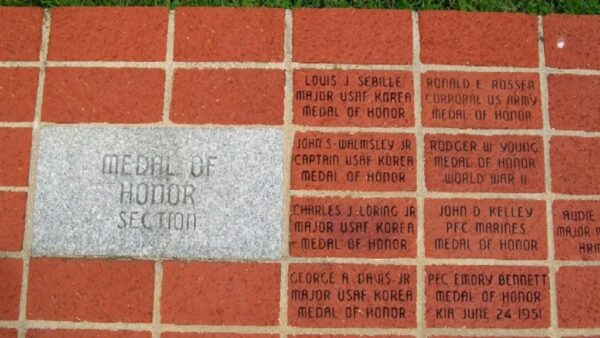 MEDAL OF
HONOR
SECTION
LOUIS J SEBILLE
MAJOR USAF KOREA
MEDAL OF HONOR
RONALD E ROSSER
CORPORAL US ARMY
MEDAL OF HONOR
JOHN S WALMSLEY JR
CAPTAIN USAF KOREA
MEDAL OF HONOR
RODGER W YOUNG
MEDAL OF HONOR
WORLD WAR II
CHARLES J LORING JR
MAJOR USAF KOREA
MEDAL OF HONOR
JOHN D KELLEY
PFC MARINES
MEDAL OF HONOR
AUDIE
MAJOR
ARM
GEORGE A DAVIS JR
MAJOR USAF KOREA
MEDAL OF HONOR
PFC EMORY BENNETT
MEDAL OF HONOR
KIA JUNE 24 1951